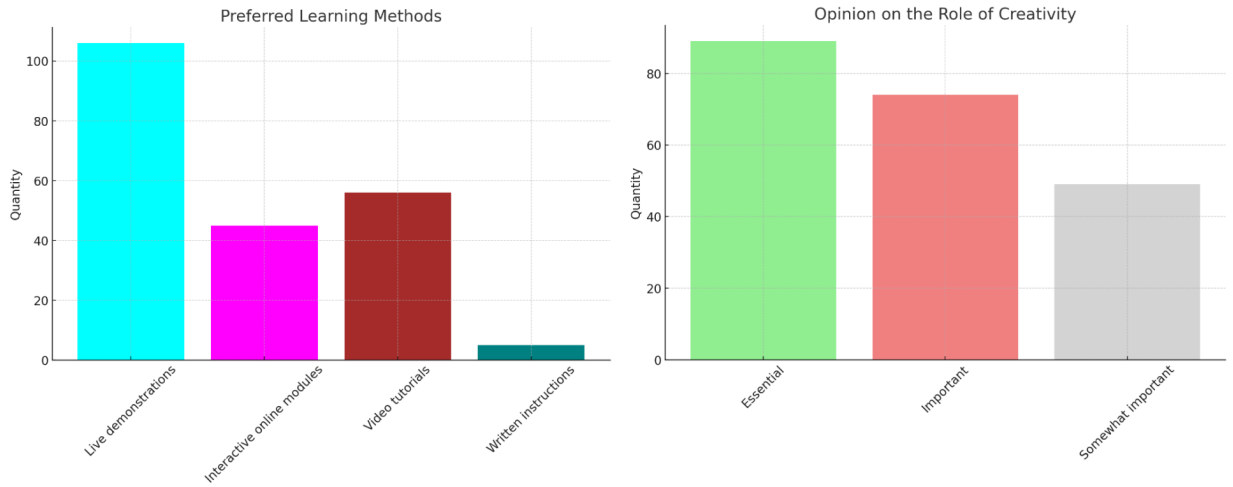 Preferred Learning Methods
Quantity
100
80
60
40
20
0
Live demonstrations
Interactive online modules
Video tutorials
Written instructions
Opinion on the Role of Creativity
Quantity
80
60
40
20
0
Essential
Important
Somewhat important